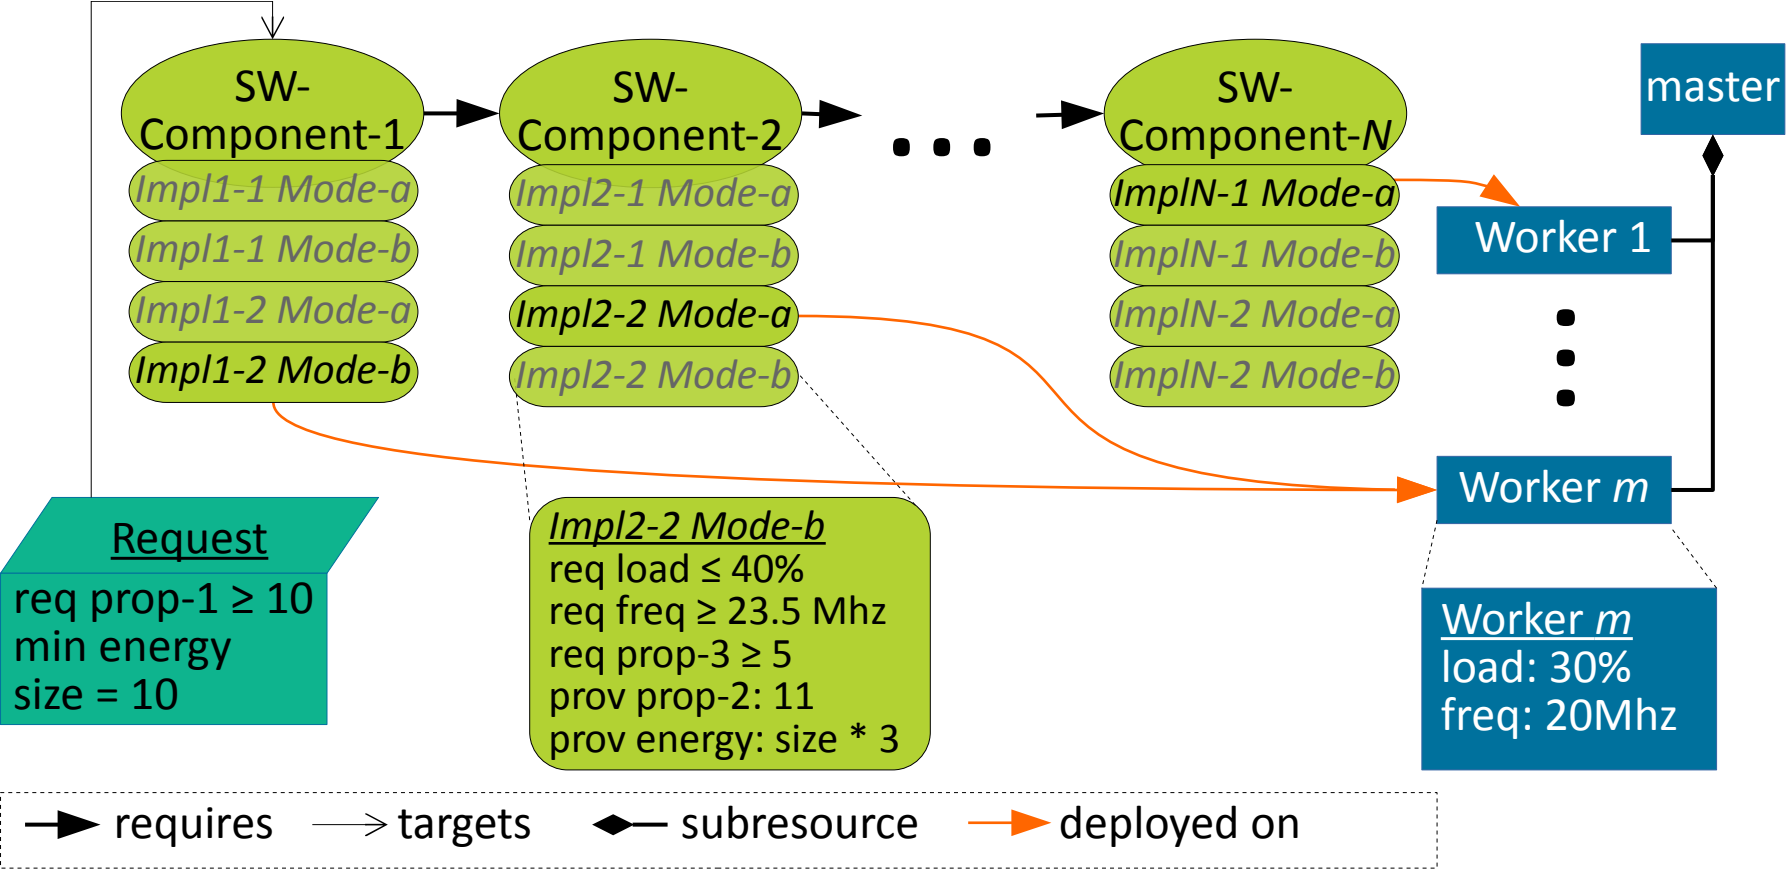 SW-
Component-1
Impl1-1 Mode-a
Impl1-1 Mode-b
Impl1-2 Mode-a
Impl1-2 Mode-b
SW-
Component-2
Impl2-1 Mode-a
Impl2-1 Mode-b
Impl2-2 Mode-a
Impl2-2 Mode-b
...
SW-
Component-N
ImplN-1 Mode-a
ImplN-1 Mode-b
ImplN-2 Mode-a
ImplN-2 Mode-b
master
Worker 1
Worker m
Request
req prop-1 ≥ 10
min energy
size = 10
Impl2-2 Mode-b
req load ≤ 40%
req freq ≥ 23.5 Mhz
req prop-3 ≥ 5
prov prop-2: 11
prov energy: size * 3
Worker m
load: 30%
freq: 20Mhz
requires
targets
subresource
deployed on